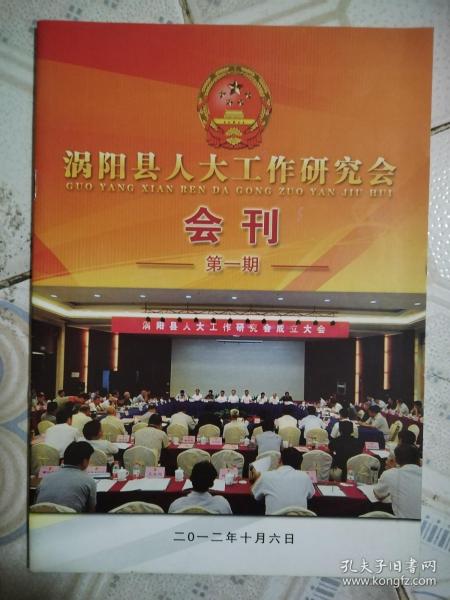 涡阳县人大工作研究会
GUO YANG XIAN REN DA GONG ZUO YAN JIU HUI
会刊
第一期
涡阳县人大工作研究会成立大会
二〇一二年十月六日
孔夫子旧书网
www.kongfz.com